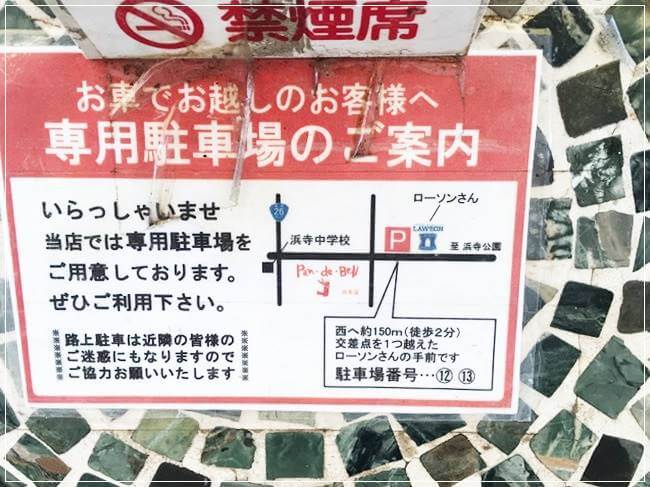 禁煙席
お車でお越しのお客様へ
専用駐車場のご案内
いらっしゃいませ
当店では専用駐車場を
ご用意しております。
ぜひご利用下さい。
※路上駐車は近隣の皆様の※
※ご迷惑にもなりますので※
※ご協力お願いいたします※
26
浜寺中学校
Pan・de・Bell
P
LAWSON
ローソンさん
至 浜寺公園
西へ約150m(徒歩2分)
交差点を1つ越えた
ローソンさんの手前です
駐車場番号…⑫ ⑬